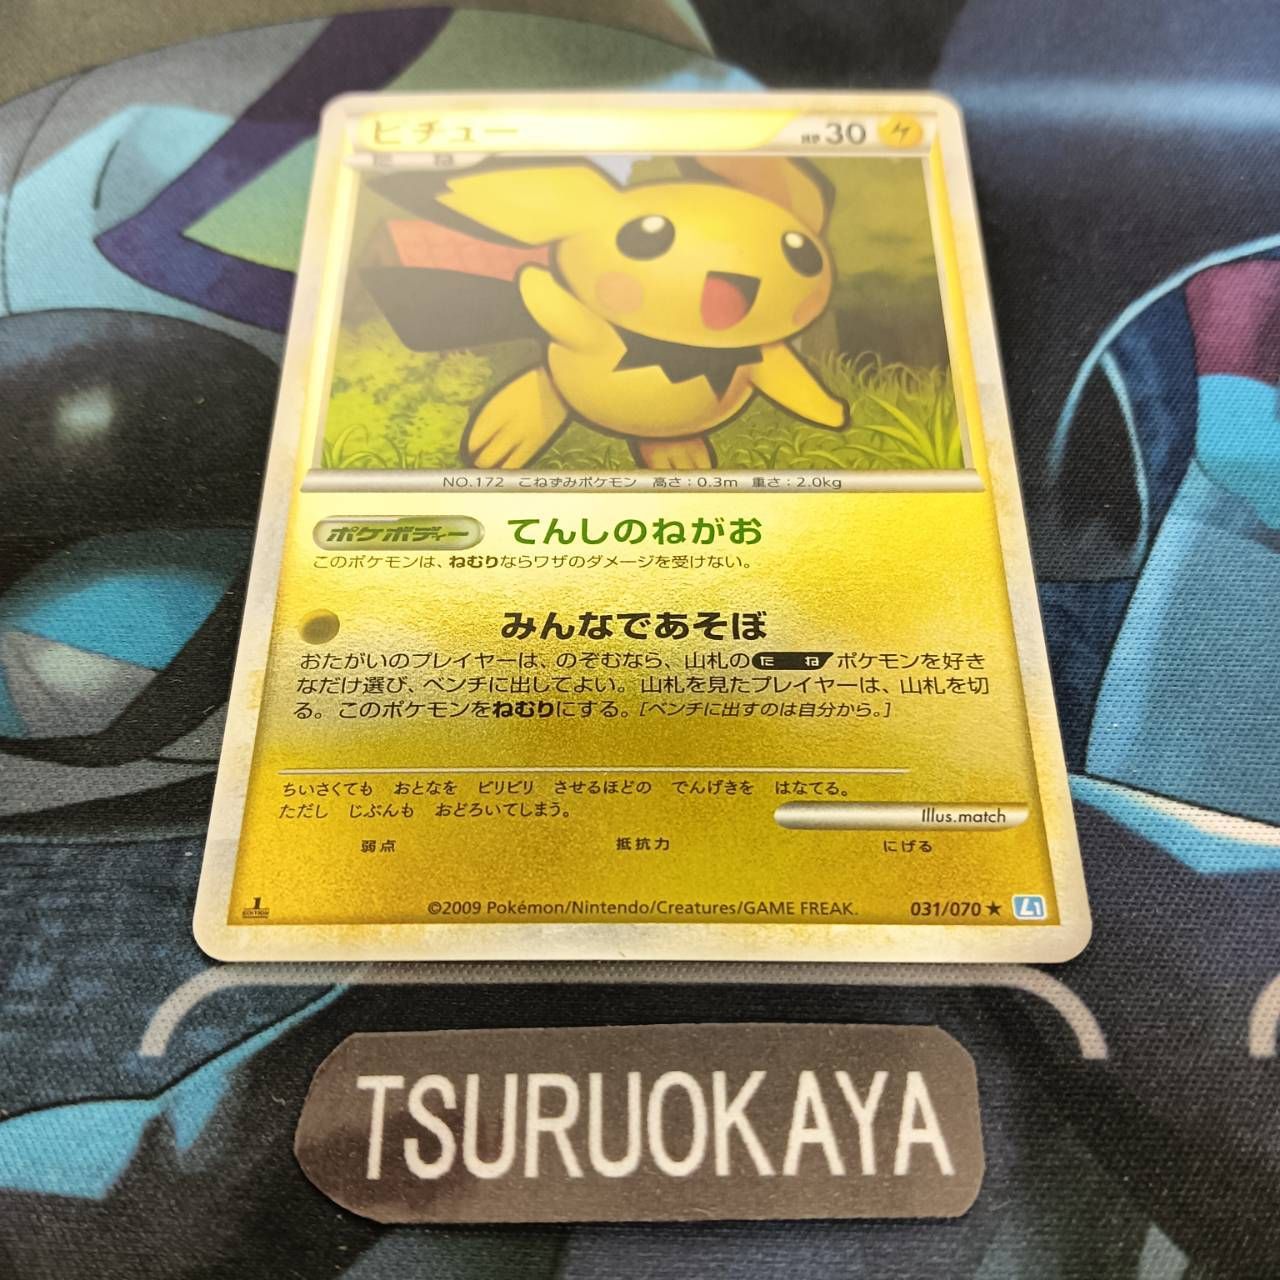 ピチュー HP30
たね
NO.172 こねずみポケモン 高さ:0.3m 重さ:2.0kg
ポケボディー てんしのねがお
このポケモンは、ねむりならワザのダメージを受けない。
みんなであそぼ
おたがいのプレイヤーは、のぞむなら、山札のたねポケモンを好き
なだけ選び、ベンチに出してよい。山札を見たプレイヤーは、山札を切
る。このポケモンをねむりにする。[ベンチに出すのは自分から。]
ちいさくても おとなを ビリビリ させるほどの でんげきを はなてる。
ただし じぶんも おどろいてしまう。
Illus.match
弱点 抵抗力 にげる
1 EDITION ©2009 Pokémon/Nintendo/Creatures/GAME FREAK. 031/070 ★ L1
TSURUOKAYA